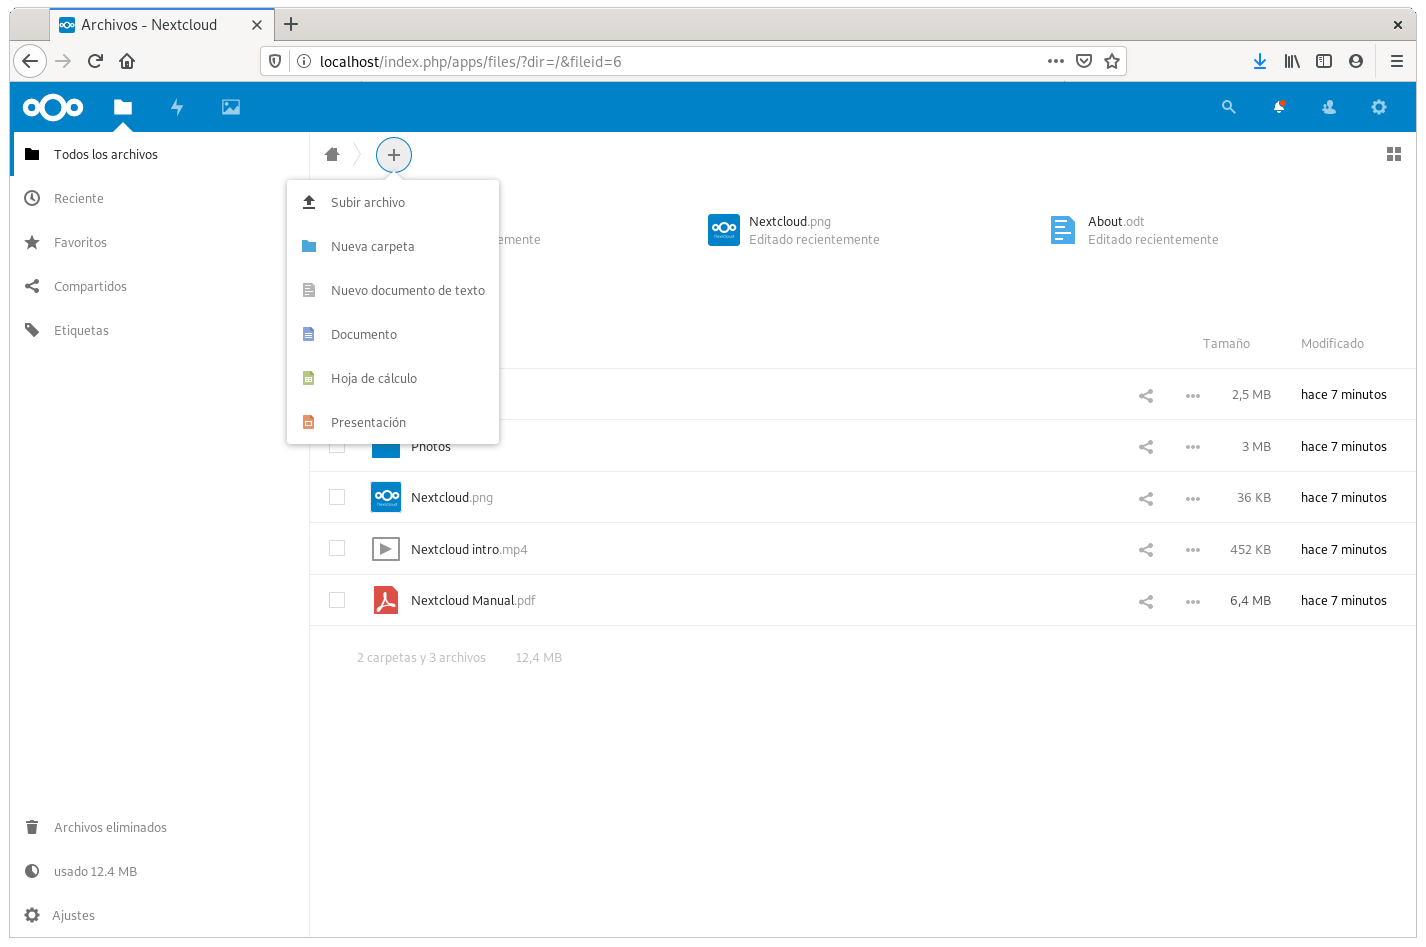 Archivos - Nextcloud
localhost/index.php/apps/files/?dir=/&fileid=6
Todos los archivos
Reciente
Favoritos
Compartidos
Etiquetas
Subir archivo
Nueva carpeta
Nuevo documento de texto
Documento
Hoja de cálculo
Presentación
emente
Nextcloud.png
Editado recientemente
About.odt
Editado recientemente
Tamaño Modificado
2,5 MB hace 7 minutos
Photos 3 MB hace 7 minutos
Nextcloud.png 36 KB hace 7 minutos
Nextcloud intro.mp4 452 KB hace 7 minutos
Nextcloud Manual.pdf 6,4 MB hace 7 minutos
2 carpetas y 3 archivos 12,4 MB
Archivos eliminados
usado 12.4 MB
Ajustes